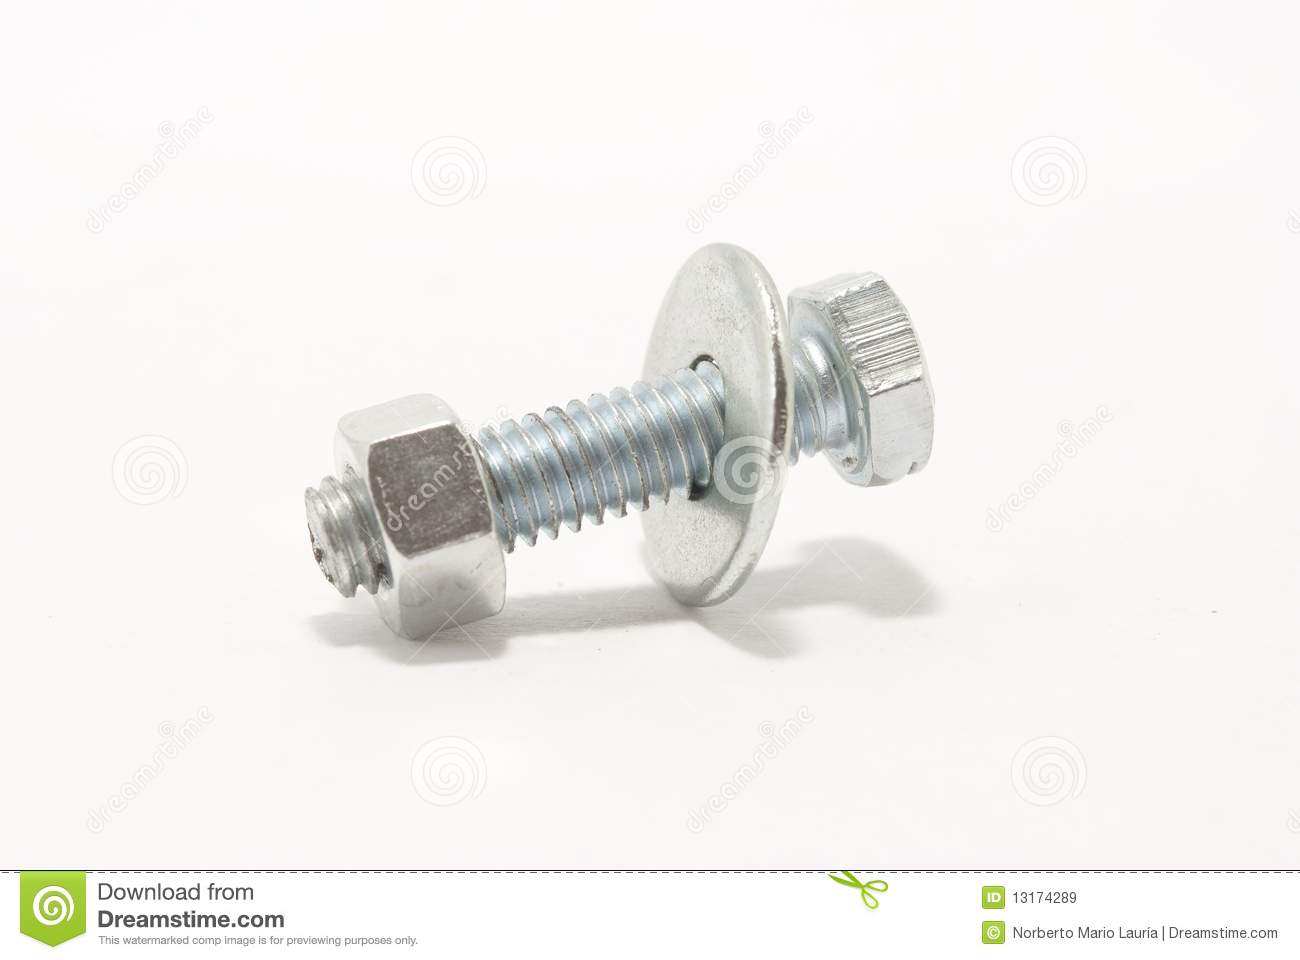 dreamstime
dreamstime
dreamstime
dreamstime
dreamstime
dreamstime
Download from
Dreamstime.com
This watermarked comp image is for previewing purposes only.
ID 13174289
© Norberto Mario Lauría | Dreamstime.com